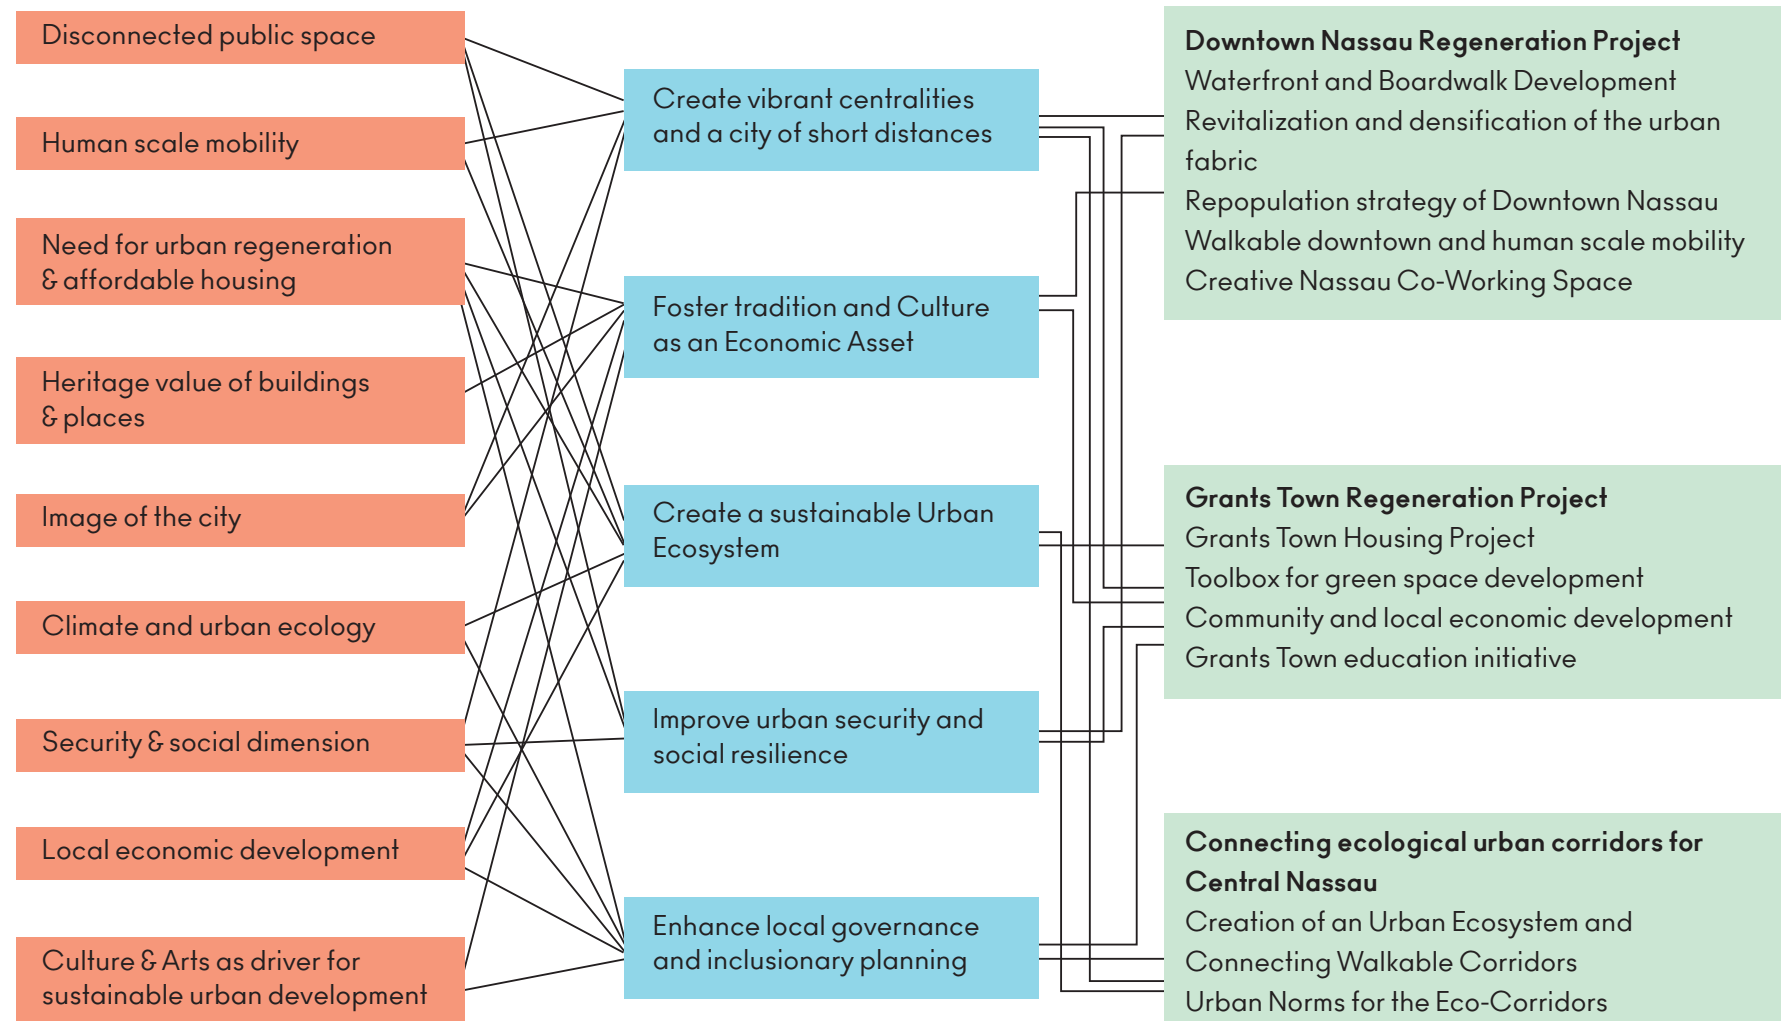 Disconnected public space
Human scale mobility
Need for urban regeneration
& affordable housing
Heritage value of buildings
& places
Image of the city
Climate and urban ecology
Security & social dimension
Local economic development
Culture & Arts as driver for
sustainable urban development
Create vibrant centralities
and a city of short distances
Foster tradition and Culture
as an Economic Asset
Create a sustainable Urban
Ecosystem
Improve urban security and
social resilience
Enhance local governance
and inclusionary planning
Downtown Nassau Regeneration Project
Waterfront and Boardwalk Development
Revitalization and densification of the urban
fabric
Repopulation strategy of Downtown Nassau
Walkable downtown and human scale mobility
Creative Nassau Co-Working Space
Grants Town Regeneration Project
Grants Town Housing Project
Toolbox for green space development
Community and local economic development
Grants Town education initiative
Connecting ecological urban corridors for
Central Nassau
Creation of an Urban Ecosystem and
Connecting Walkable Corridors
Urban Norms for the Eco-Corridors